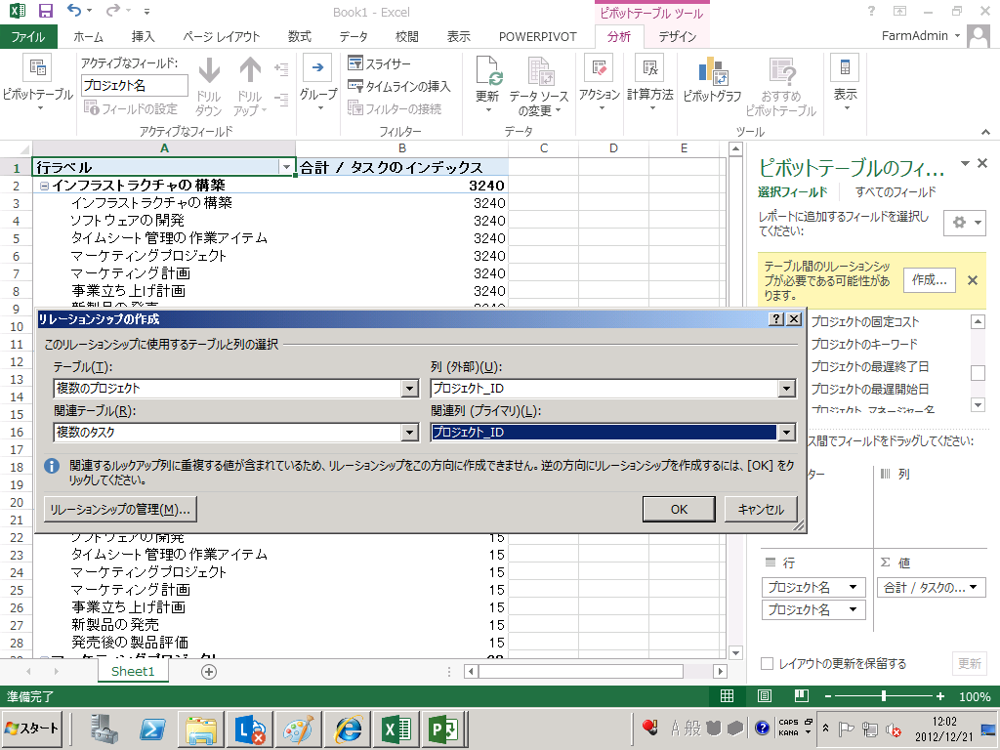 Book1 - Excel
ピボットテーブル ツール
ファイル ホーム 挿入 ページ レイアウト 数式 データ 校閲 表示 POWERPIVOT 分析 デザイン FarmAdmin
ピボットテーブル
アクティブなフィールド:
プロジェクト名
フィールドの設定
ドリル
ダウン
ドリル
アップ
アクティブなフィールド
グループ
スライサー
タイムラインの挿入
フィルターの接続
フィルター
更新
データ ソース
の変更
データ
アクション
計算方法
ピボットグラフ
おすすめ
ピボットテーブル
ツール
表示
A B C D E
1 行ラベル 合計 / タスクのインデックス
2 インフラストラクチャの構築 3240
3 インフラストラクチャの構築 3240
4 ソフトウェアの開発 3240
5 タイムシート管理の作業アイテム 3240
6 マーケティングプロジェクト 3240
7 マーケティング計画 3240
8 事業立ち上げ計画 3240
9 新製品の発売 3240
10
11
12
13
14
15
16
17
18
19
20
21
22 ソフトウェアの開発 15
23 タイムシート管理の作業アイテム 15
24 マーケティングプロジェクト 15
25 マーケティング計画 15
26 事業立ち上げ計画 15
27 新製品の発売 15
28 発売後の製品評価 15
リレーションシップの作成
このリレーションシップに使用するテーブルと列の選択
テーブル(T): 列 (外部)(U):
複数のプロジェクト プロジェクト_ID
関連テーブル(R): 関連列 (プライマリ)(L):
複数のタスク プロジェクト_ID
関連するルックアップ列に重複する値が含まれているため、リレーションシップをこの方向に作成できません。逆の方向にリレーションシップを作成するには、[OK] をク
リックしてください。
リレーションシップの管理(M)... OK キャンセル
ピボットテーブルのフィ...
選択フィールド すべてのフィールド
レポートに追加するフィールドを選択し
てください:
テーブル間のリレーションシッ
プが必要である可能性があ
ります。
作成...
プロジェクトの固定コスト
プロジェクトのキーワード
プロジェクトの最遅終了日
プロジェクトの最遅開始日
プロジェクト マネージャー名
ス間でフィールドをドラッグしてください:
ター 列
行 Σ 値
プロジェクト名 合計 / タスクの...
プロジェクト名
レイアウトの更新を保留する 更新
Sheet1
準備完了 100%
スタート
A 般
CAPS
KANA
12:02
2012/12/21